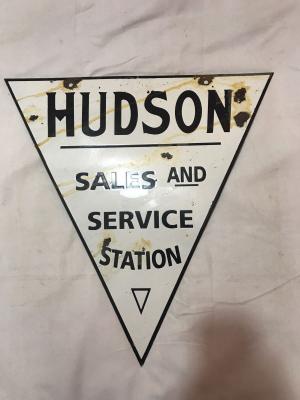 HUDSON
SALES AND
SERVICE
STATION